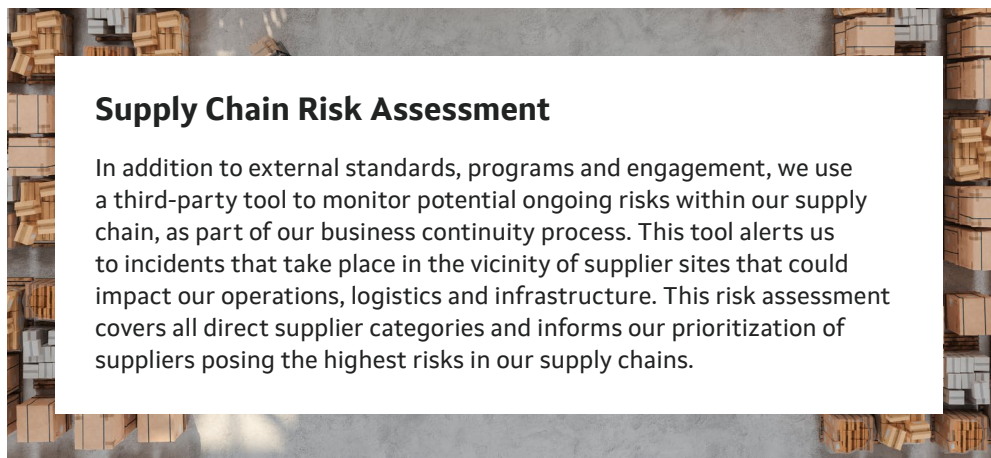 Supply Chain Risk Assessment
In addition to external standards, programs and engagement, we use
a third-party tool to monitor potential ongoing risks within our supply
chain, as part of our business continuity process. This tool alerts us
to incidents that take place in the vicinity of supplier sites that could
impact our operations, logistics and infrastructure. This risk assessment
covers all direct supplier categories and informs our prioritization of
suppliers posing the highest risks in our supply chains.